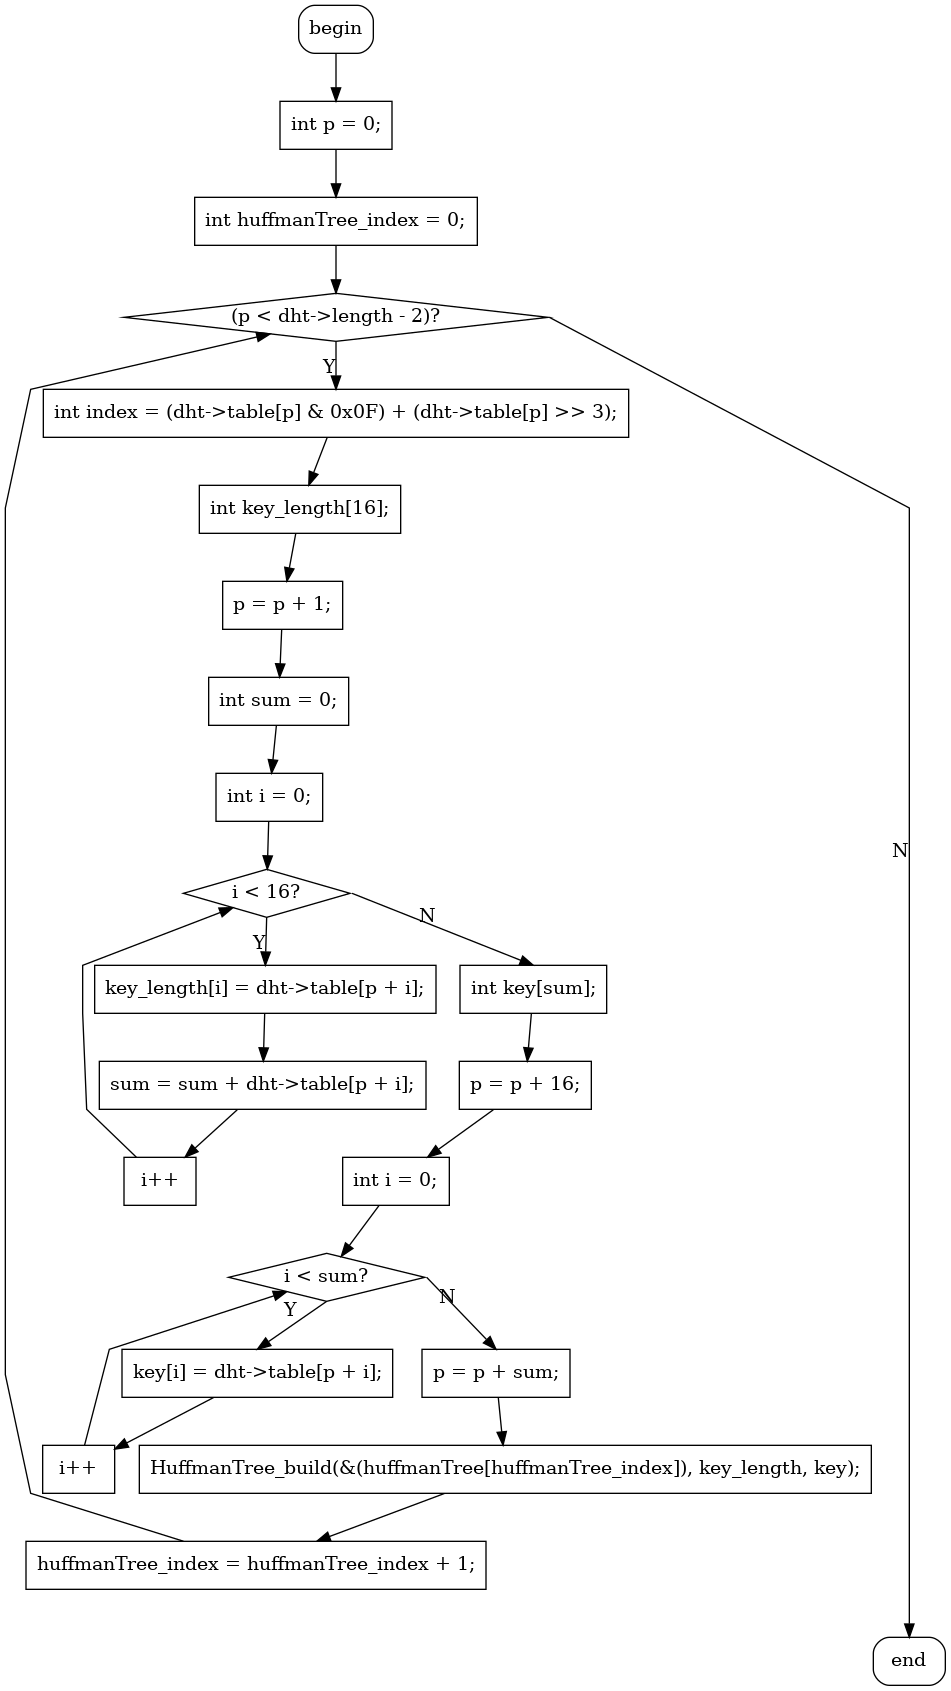 begin
int p = 0;
int huffmanTree_index = 0;
(p < dht->length - 2)?
Y
int index = (dht->table[p] & 0x0F) + (dht->table[p] >> 3);
int key_length[16];
p = p + 1;
int sum = 0;
int i = 0;
N
i < 16?
N
Y
key_length[i] = dht->table[p + i];
int key[sum];
sum = sum + dht->table[p + i];
p = p + 16;
i++
int i = 0;
i < sum?
N
Y
key[i] = dht->table[p + i];
p = p + sum;
i++
HuffmanTree_build(&(huffmanTree[huffmanTree_index]), key_length, key);
huffmanTree_index = huffmanTree_index + 1;
end